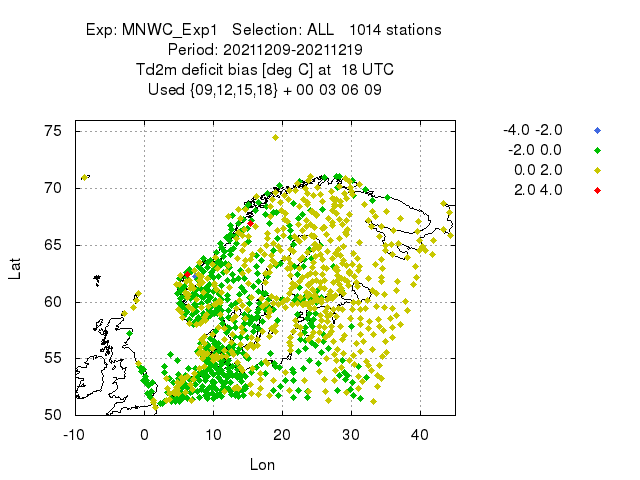 Exp: MNWC_Exp1   Selection: ALL   1014 stations
Period: 20211209-20211219
Td2m deficit bias [deg C] at  18 UTC
Used {09,12,15,18} + 00 03 06 09
-4.0 -2.0
-2.0 0.0
0.0 2.0
2.0 4.0
75
70
65
60
55
50
Lat
-10 0 10 20 30 40
Lon